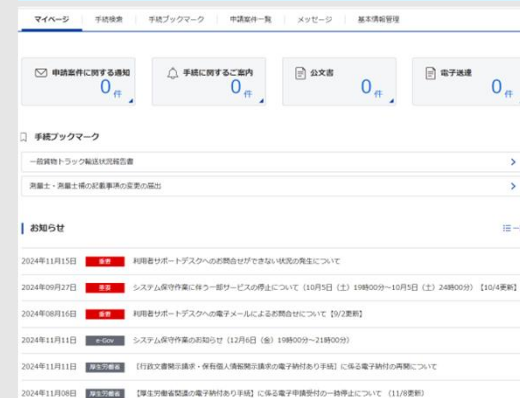 マイページ 手続検索 手続ブックマーク 申請案件一覧 メッセージ 基本情報管理
申請案件に関する通知 0件
手続に関するご案内 0件
公文書 0件
電子送達 0件
手続ブックマーク
一般貨物トラック輸送状況報告書
測量士・測量士補の記載事項の変更の届出
お知らせ
2024年11月15日 重要 利用者サポートデスクへのお問合せができない状況の発生について
2024年09月27日 重要 システム保守作業に伴う一部サービスの停止について（10月5日（土）19時00分～10月5日（土）24時00分）【10/4更新】
2024年08月16日 重要 利用者サポートデスクへの電子メールによるお問合せについて【9/2更新】
2024年11月11日 e-Gov システム保守作業のお知らせ（12月6日（金）19時00分～21時00分）
2024年11月11日 厚生労働省 ［行政文書開示請求・保有個人情報開示請求の電子納付あり手続］に係る電子納付の再開について
2024年11月08日 厚生労働省 【厚生労働省関連の電子納付あり手続】に係る電子申請受付の一時停止について（11/8更新）